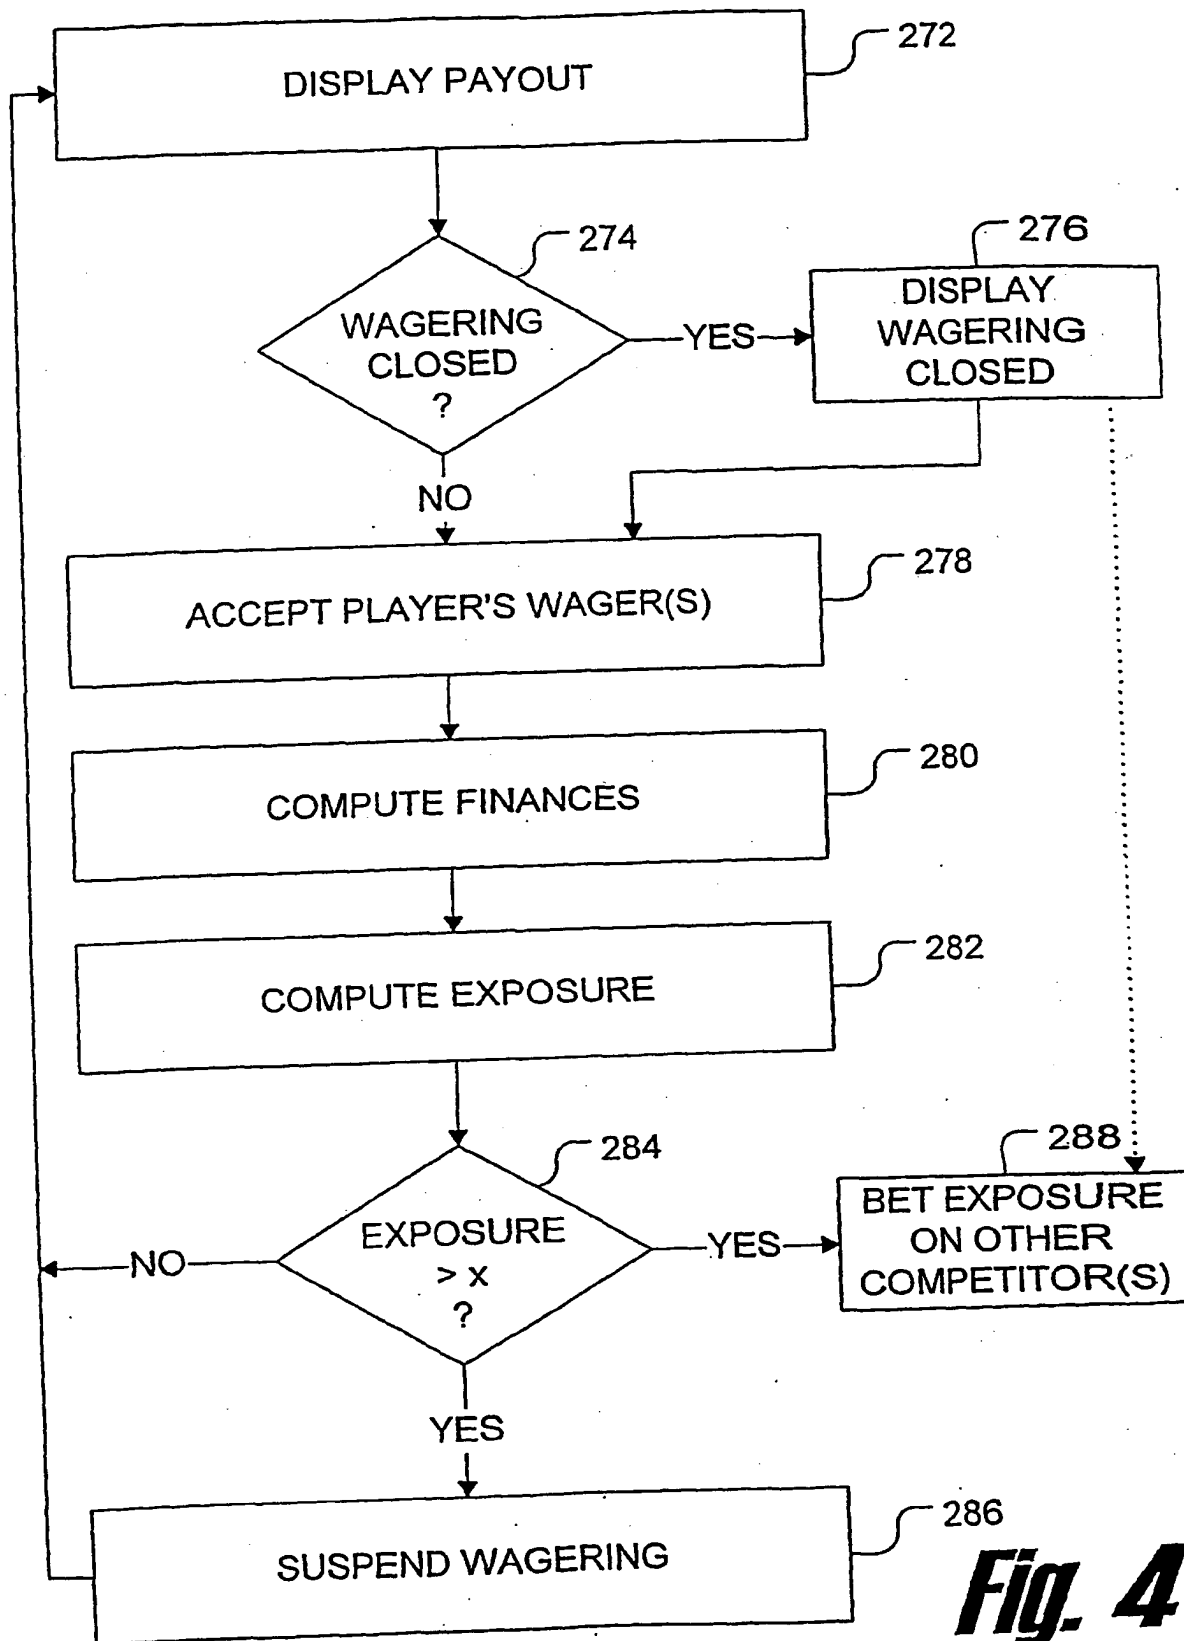 272
DISPLAY PAYOUT
274
276
WAGERING
CLOSED
?
YES
DISPLAY
WAGERING
CLOSED
NO
278
ACCEPT PLAYER'S WAGER(S)
280
COMPUTE FINANCES
282
COMPUTE EXPOSURE
284
288
EXPOSURE
> x
?
NO
YES
BET EXPOSURE
ON OTHER
COMPETITOR(S)
YES
286
SUSPEND WAGERING
Fig. 4